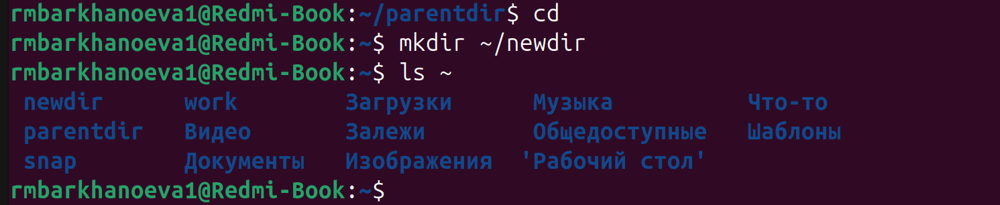 rmbarkhanoeva1@Redmi-Book:~/parentdir$ cd
rmbarkhanoeva1@Redmi-Book:~$ mkdir ~/newdir
rmbarkhanoeva1@Redmi-Book:~$ ls ~
newdir work Загрузки Музыка Что-то
parentdir Видео Залежи Общедоступные Шаблоны
snap Документы Изображения 'Рабочий стол'
rmbarkhanoeva1@Redmi-Book:~$